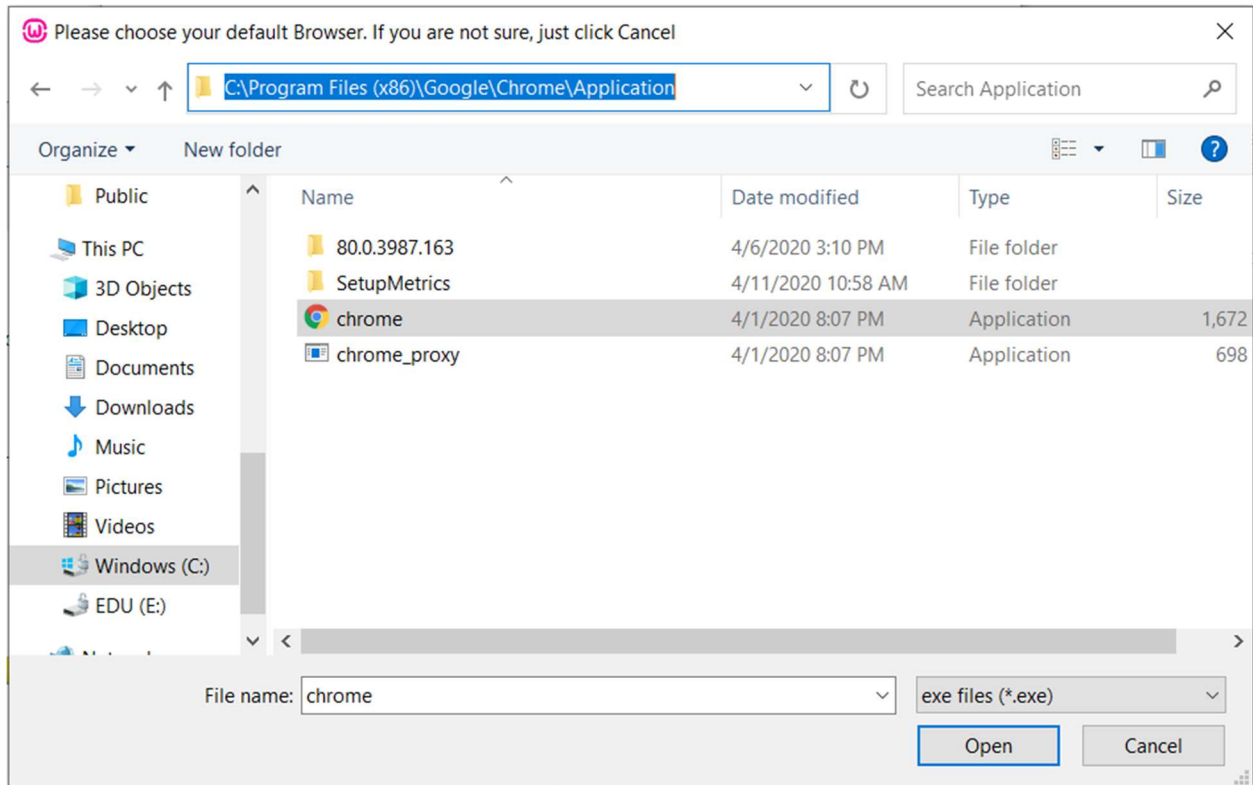 Please choose your default Browser. If you are not sure, just click Cancel
C:\Program Files (x86)\Google\Chrome\Application
Search Application
Organize
New folder
Name
Date modified
Type
Size
Public
This PC
3D Objects
Desktop
Documents
Downloads
Music
Pictures
Videos
Windows (C:)
EDU (E:)
80.0.3987.163 4/6/2020 3:10 PM File folder
SetupMetrics 4/11/2020 10:58 AM File folder
chrome 4/1/2020 8:07 PM Application 1,672
chrome_proxy 4/1/2020 8:07 PM Application 698
File name: chrome
exe files (*.exe)
Open
Cancel